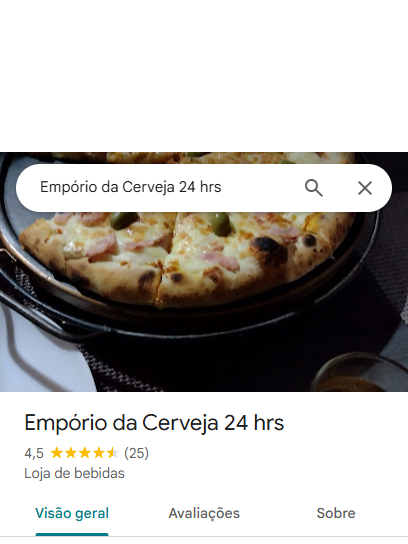 Empório da Cerveja 24 hrs
Empório da Cerveja 24 hrs
4,5 (25)
Loja de bebidas
Visão geral Avaliações Sobre